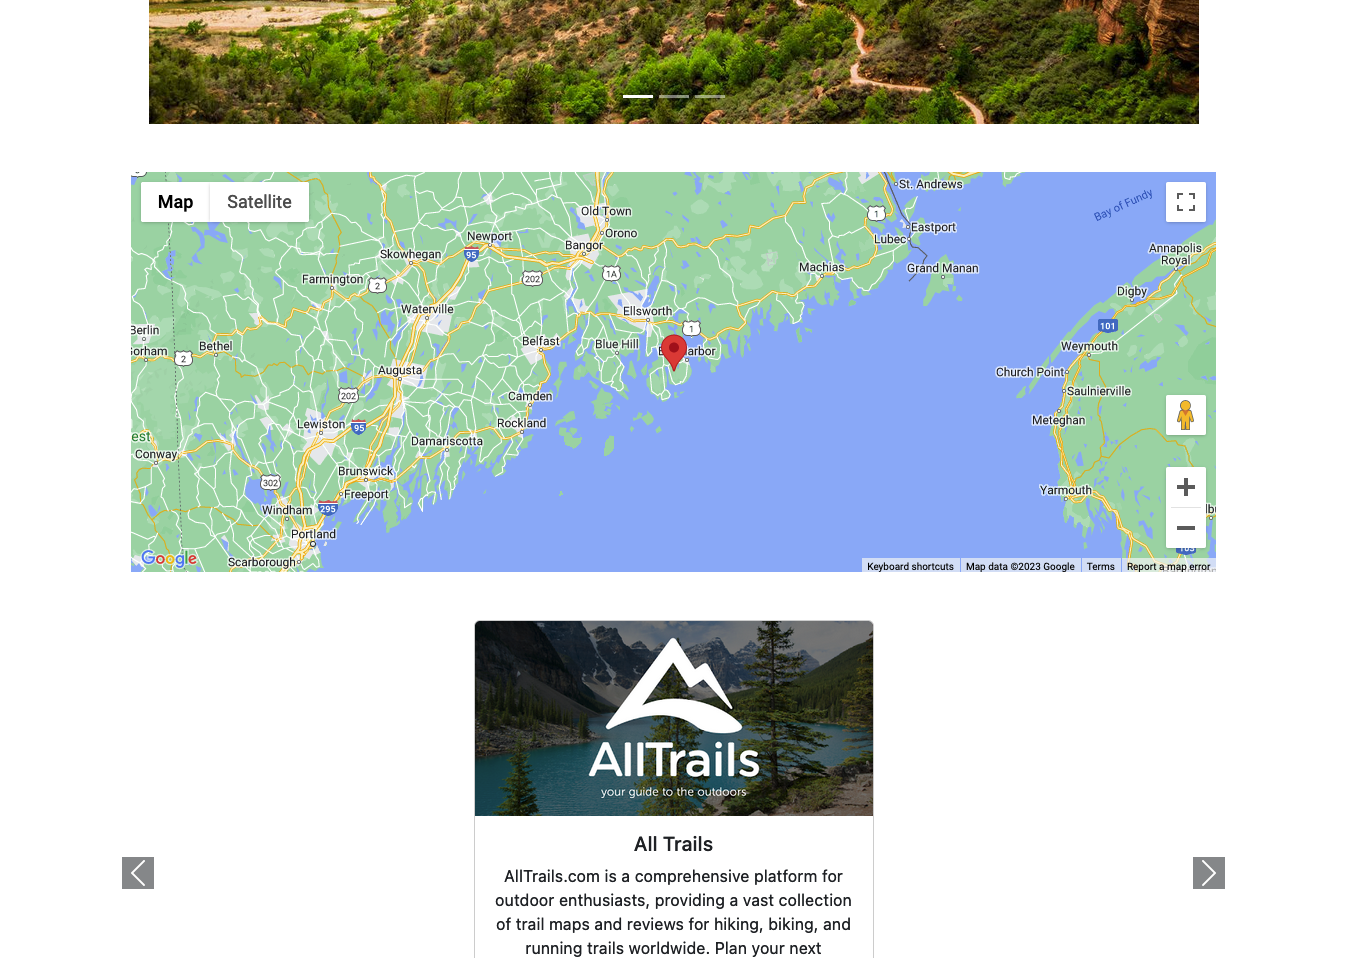 Map
Satellite
St. Andrews
Bay of Fundy
Old Town
Orono
1
Eastport
Newport
Bangor
Lubec
Skowhegan
95
Annapolis
Royal
Machias
Grand Manan
Farmington
2
202
1A
Digby
Waterville
Ellsworth
101
Berlin
Gorham
2
Bethel
1
Belfast
Blue Hill
Weymouth
Augusta
Church Point
Saulnierville
202
Camden
Lewiston
95
Rockland
Meteghan
Conway
Damariscotta
Brunswick
302
Freeport
Yarmouth
Windham
295
Portland
103
Google
Scarborough
Keyboard shortcuts
Map data ©2023 Google
Terms
Report a map error
AllTrails
your guide to the outdoors
All Trails
AllTrails.com is a comprehensive platform for
outdoor enthusiasts, providing a vast collection
of trail maps and reviews for hiking, biking, and
running trails worldwide. Plan your next